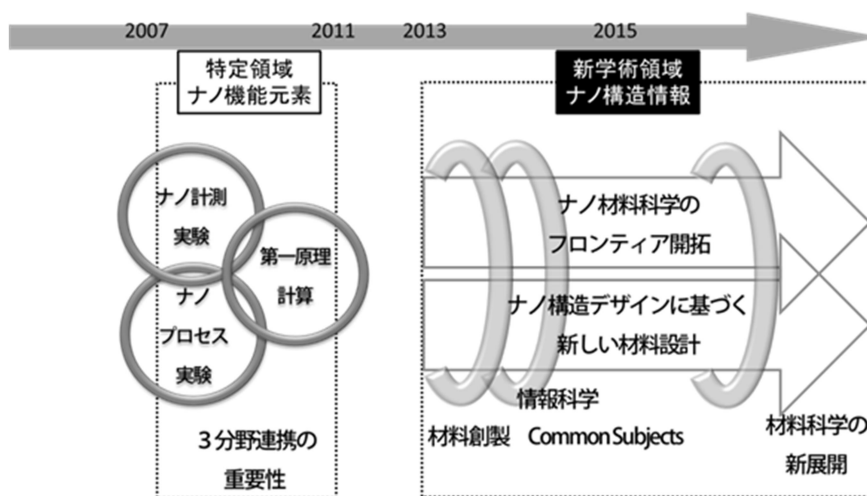 2007
2011
2013
2015
特定領域
ナノ機能元素
ナノ計測
実験
第一原理
計算
ナノ
プロセス
実験
3分野連携の
重要性
新学術領域
ナノ構造情報
ナノ材料科学の
フロンティア開拓
ナノ構造デザインに基づく
新しい材料設計
情報科学
材料創製
Common Subjects
材料科学の
新展開